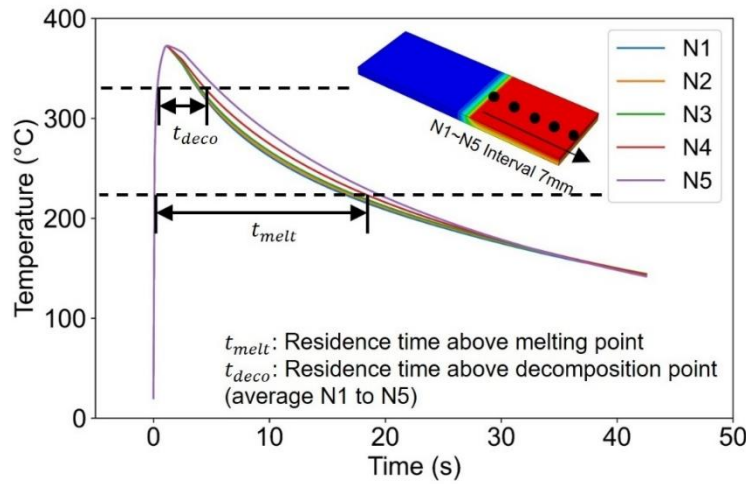 400
300
200
100
0
Temperature (°C)
0
10
20
30
40
50
Time (s)
N1
N2
N3
N4
N5
N1~N5 Interval 7mm
t_deco
t_melt
t_melt: Residence time above melting point
t_deco: Residence time above decomposition point
(average N1 to N5)